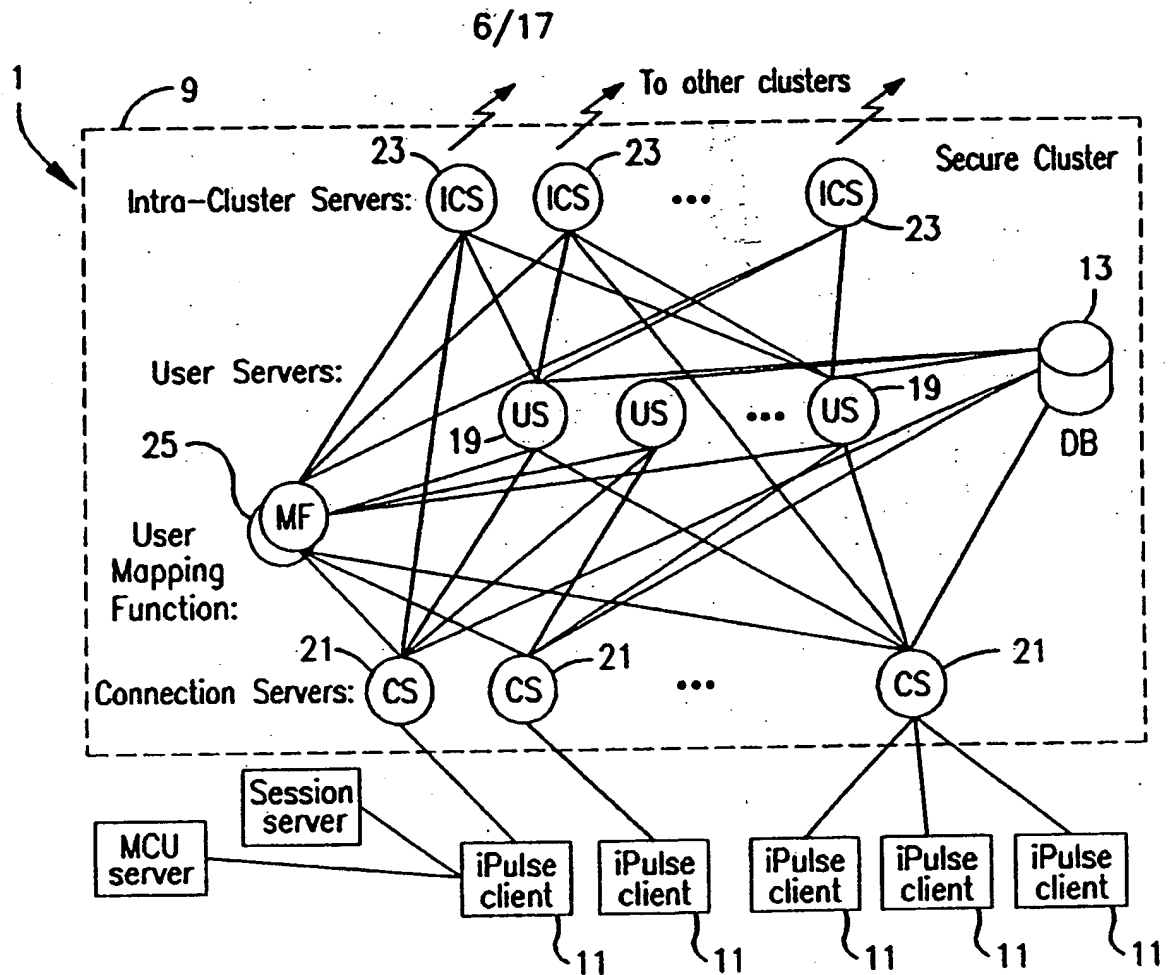 6/17
1
9
To other clusters
23
23
Secure Cluster
Intra-Cluster Servers:
ICS
ICS
...
ICS
23
13
User Servers:
US
US
...
US
19
19
DB
25
MF
User
Mapping
Function:
21
21
21
Connection Servers:
CS
CS
...
CS
Session
server
MCU
server
iPulse
client
iPulse
client
iPulse
client
iPulse
client
iPulse
client
11
11
11
11
11